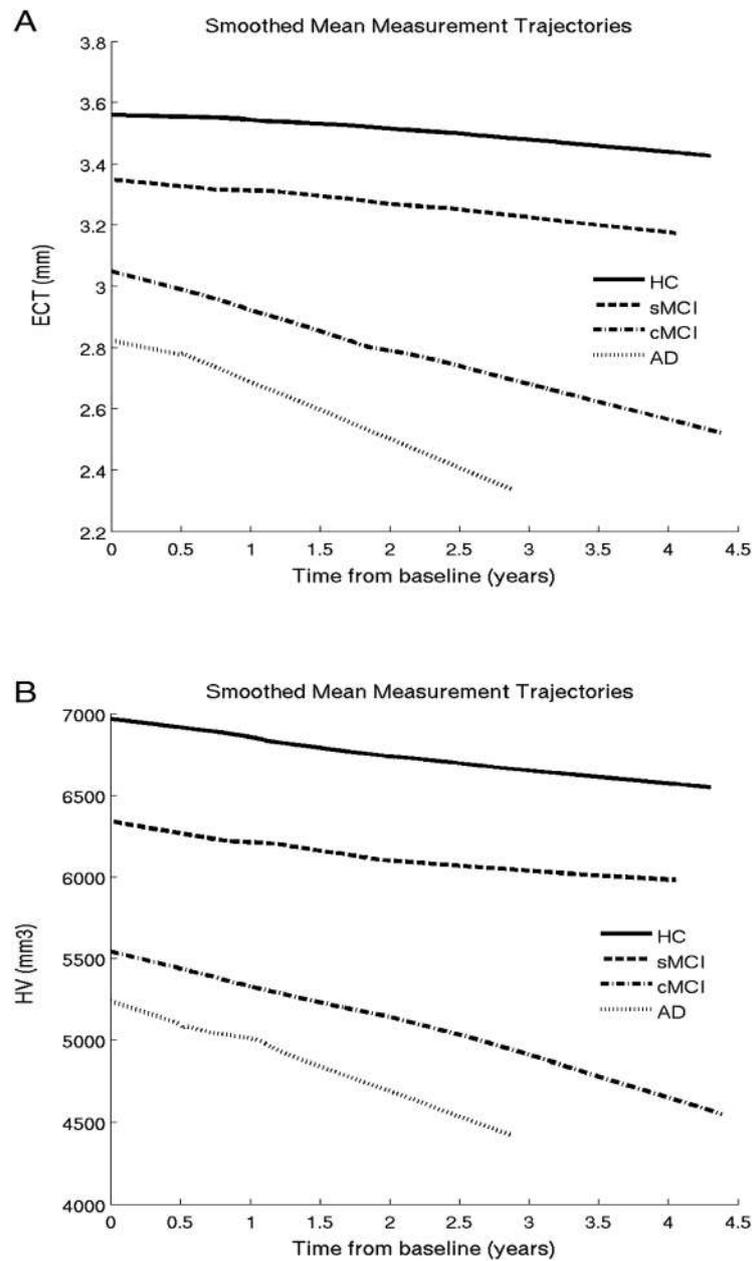 A
Smoothed Mean Measurement Trajectories
3.8
3.6
3.4
3.2
3
2.8
2.6
2.4
2.2
ECT (mm)
HC
sMCI
cMCI
AD
0 0.5 1 1.5 2 2.5 3 3.5 4 4.5
Time from baseline (years)
B
Smoothed Mean Measurement Trajectories
7000
6500
6000
5500
5000
4500
4000
HV (mm3)
HC
sMCI
cMCI
AD
0 0.5 1 1.5 2 2.5 3 3.5 4 4.5
Time from baseline (years)